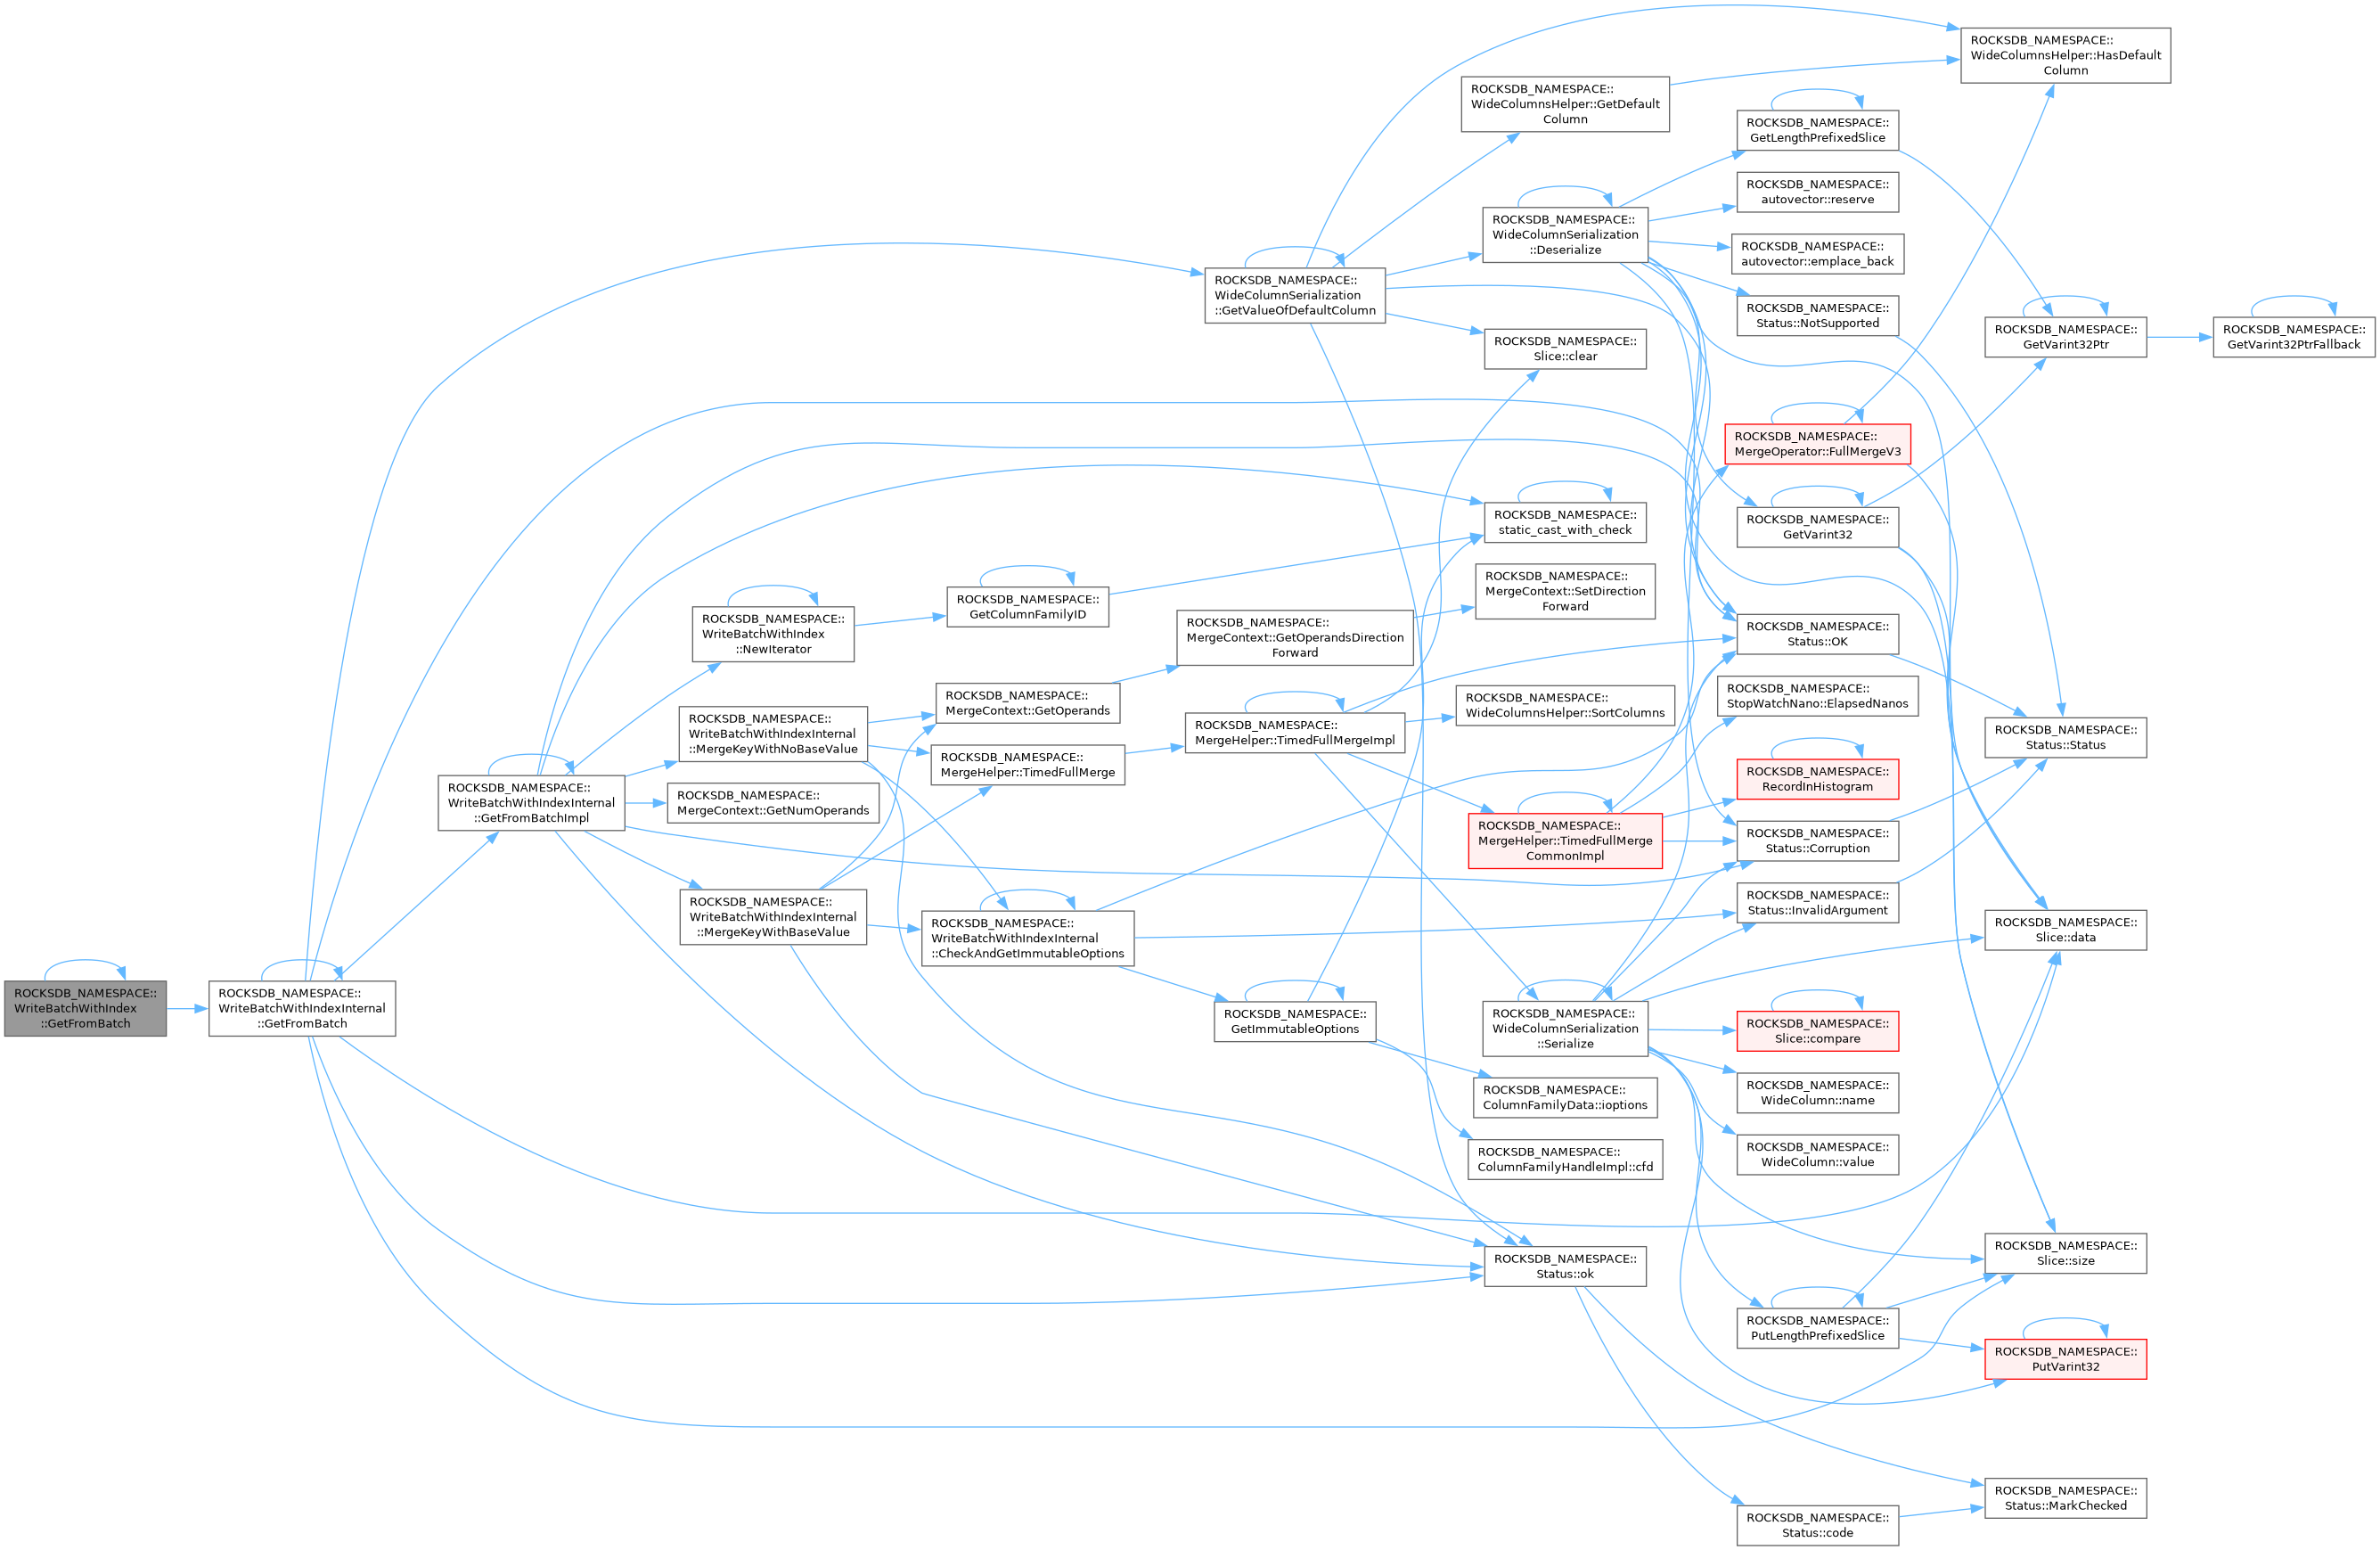 ROCKSDB_NAMESPACE::
WriteBatchWithIndex
::GetFromBatch
ROCKSDB_NAMESPACE::
WriteBatchWithIndexInternal
::GetFromBatch
ROCKSDB_NAMESPACE::
WriteBatchWithIndexInternal
::GetFromBatchImpl
ROCKSDB_NAMESPACE::
WriteBatchWithIndex
::NewIterator
ROCKSDB_NAMESPACE::
WriteBatchWithIndexInternal
::MergeKeyWithNoBaseValue
ROCKSDB_NAMESPACE::
MergeContext::GetNumOperands
ROCKSDB_NAMESPACE::
WriteBatchWithIndexInternal
::MergeKeyWithBaseValue
ROCKSDB_NAMESPACE::
GetColumnFamilyID
ROCKSDB_NAMESPACE::
MergeContext::GetOperands
ROCKSDB_NAMESPACE::
MergeHelper::TimedFullMerge
ROCKSDB_NAMESPACE::
WriteBatchWithIndexInternal
::CheckAndGetImmutableOptions
ROCKSDB_NAMESPACE::
WideColumnSerialization
::GetValueOfDefaultColumn
ROCKSDB_NAMESPACE::
MergeContext::GetOperandsDirection
Forward
ROCKSDB_NAMESPACE::
MergeHelper::TimedFullMergeImpl
ROCKSDB_NAMESPACE::
GetImmutableOptions
ROCKSDB_NAMESPACE::
WideColumnsHelper::GetDefault
Column
ROCKSDB_NAMESPACE::
WideColumnSerialization
::Deserialize
ROCKSDB_NAMESPACE::
Slice::clear
ROCKSDB_NAMESPACE::
static_cast_with_check
ROCKSDB_NAMESPACE::
MergeContext::SetDirection
Forward
ROCKSDB_NAMESPACE::
WideColumnsHelper::SortColumns
ROCKSDB_NAMESPACE::
MergeHelper::TimedFullMerge
CommonImpl
ROCKSDB_NAMESPACE::
WideColumnSerialization
::Serialize
ROCKSDB_NAMESPACE::
ColumnFamilyData::ioptions
ROCKSDB_NAMESPACE::
ColumnFamilyHandleImpl::cfd
ROCKSDB_NAMESPACE::
Status::ok
ROCKSDB_NAMESPACE::
GetLengthPrefixedSlice
ROCKSDB_NAMESPACE::
autovector::reserve
ROCKSDB_NAMESPACE::
autovector::emplace_back
ROCKSDB_NAMESPACE::
Status::NotSupported
ROCKSDB_NAMESPACE::
MergeOperator::FullMergeV3
ROCKSDB_NAMESPACE::
GetVarint32
ROCKSDB_NAMESPACE::
Status::OK
ROCKSDB_NAMESPACE::
StopWatchNano::ElapsedNanos
ROCKSDB_NAMESPACE::
RecordInHistogram
ROCKSDB_NAMESPACE::
Status::Corruption
ROCKSDB_NAMESPACE::
Status::InvalidArgument
ROCKSDB_NAMESPACE::
Slice::compare
ROCKSDB_NAMESPACE::
WideColumn::name
ROCKSDB_NAMESPACE::
WideColumn::value
ROCKSDB_NAMESPACE::
PutLengthPrefixedSlice
ROCKSDB_NAMESPACE::
Status::code
ROCKSDB_NAMESPACE::
WideColumnsHelper::HasDefault
Column
ROCKSDB_NAMESPACE::
GetVarint32Ptr
ROCKSDB_NAMESPACE::
Status::Status
ROCKSDB_NAMESPACE::
Slice::data
ROCKSDB_NAMESPACE::
Slice::size
ROCKSDB_NAMESPACE::
PutVarint32
ROCKSDB_NAMESPACE::
Status::MarkChecked
ROCKSDB_NAMESPACE::
GetVarint32PtrFallback